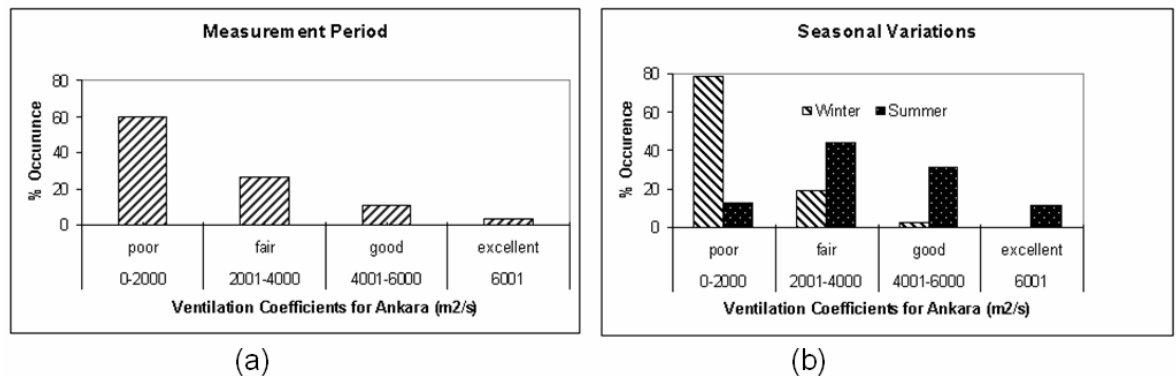 Measurement Period
% Occurunce
80
60
40
20
0
poor fair good excellent
0-2000 2001-4000 4001-6000 6001
Ventilation Coefficients for Ankara (m2/s)
(a)
Seasonal Variations
% Occurence
80
60
40
20
0
Winter Summer
poor fair good excellent
0-2000 2001-4000 4001-6000 6001
Ventilation Coefficients for Ankara (m2/s)
(b)